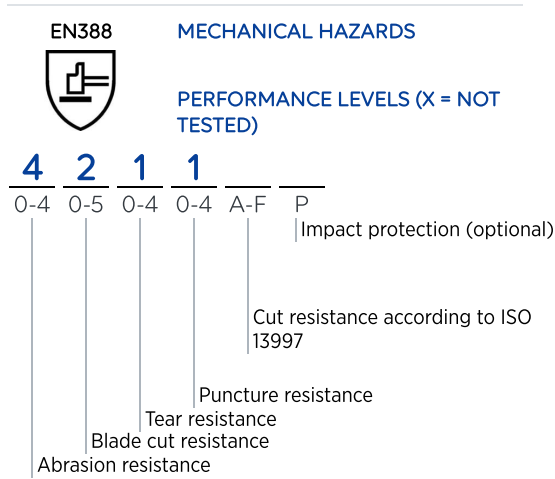 EN388
MECHANICAL HAZARDS
PERFORMANCE LEVELS (X = NOT
TESTED)
4 2 1 1
0-4 0-5 0-4 0-4 A-F P
Impact protection (optional)
Cut resistance according to ISO
13997
Puncture resistance
Tear resistance
Blade cut resistance
Abrasion resistance